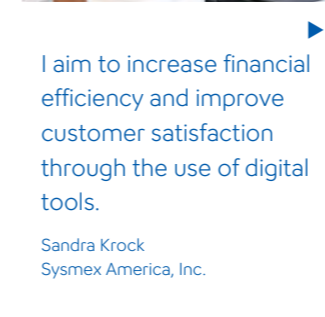 I aim to increase financial
efficiency and improve
customer satisfaction
through the use of digital
tools.
Sandra Krock
Sysmex America, Inc.